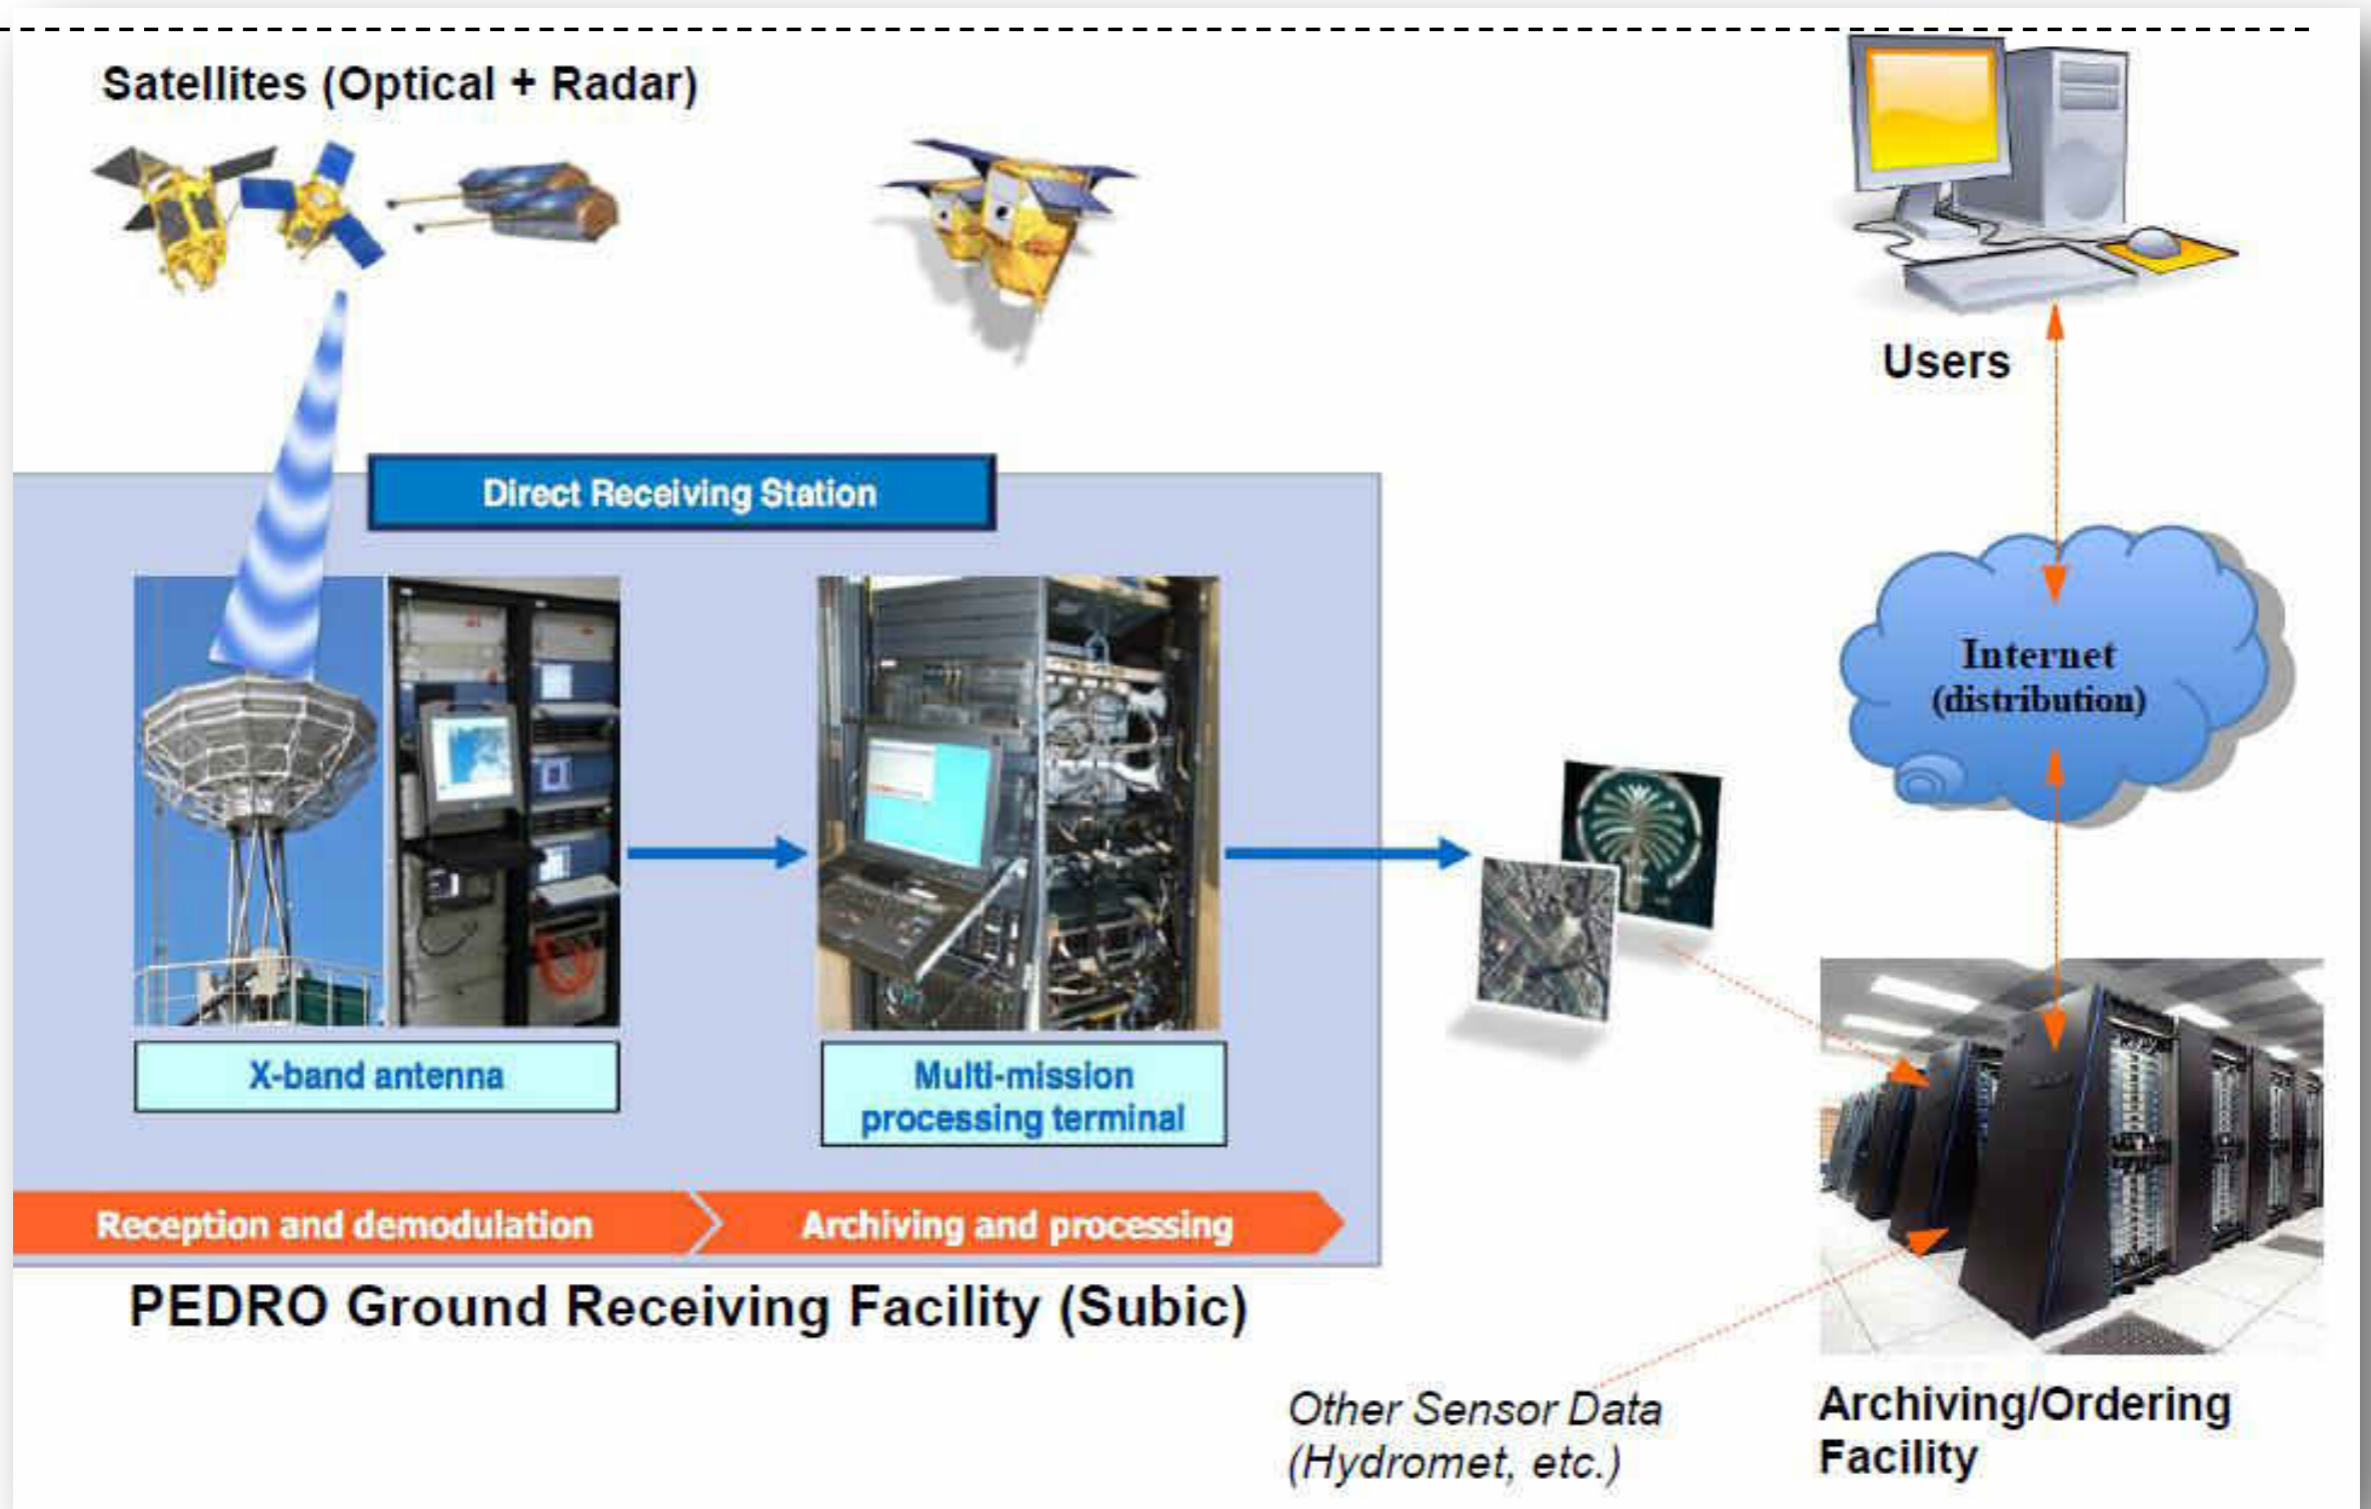 Satellites (Optical + Radar)
Users
Direct Receiving Station
Internet
(distribution)
X-band antenna
Multi-mission
processing terminal
Reception and demodulation
Archiving and processing
PEDRO Ground Receiving Facility (Subic)
Other Sensor Data
(Hydromet, etc.)
Archiving/Ordering
Facility